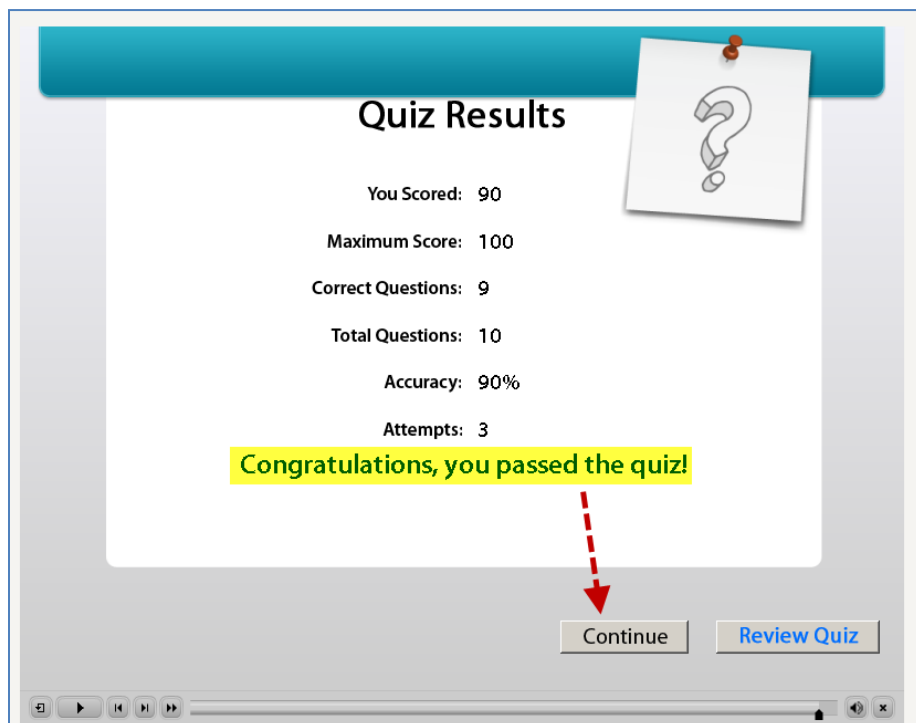 Quiz Results
You Scored: 90
Maximum Score: 100
Correct Questions: 9
Total Questions: 10
Accuracy: 90%
Attempts: 3
Congratulations, you passed the quiz!
Continue Review Quiz